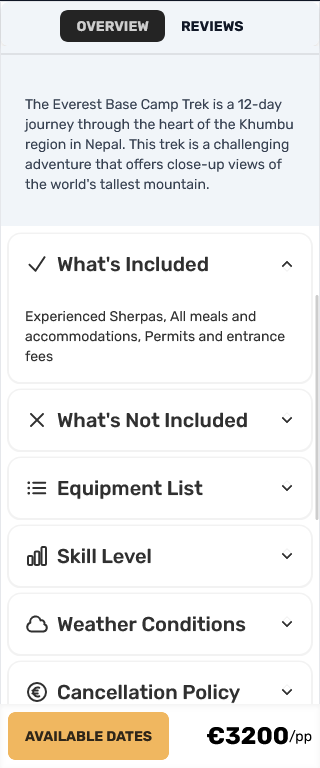 OVERVIEW
REVIEWS
The Everest Base Camp Trek is a 12-day
journey through the heart of the Khumbu
region in Nepal. This trek is a challenging
adventure that offers close-up views of
the world's tallest mountain.
What's Included
Experienced Sherpas, All meals and
accommodations, Permits and entrance
fees
What's Not Included
Equipment List
Skill Level
Weather Conditions
Cancellation Policy
AVAILABLE DATES
€3200/pp